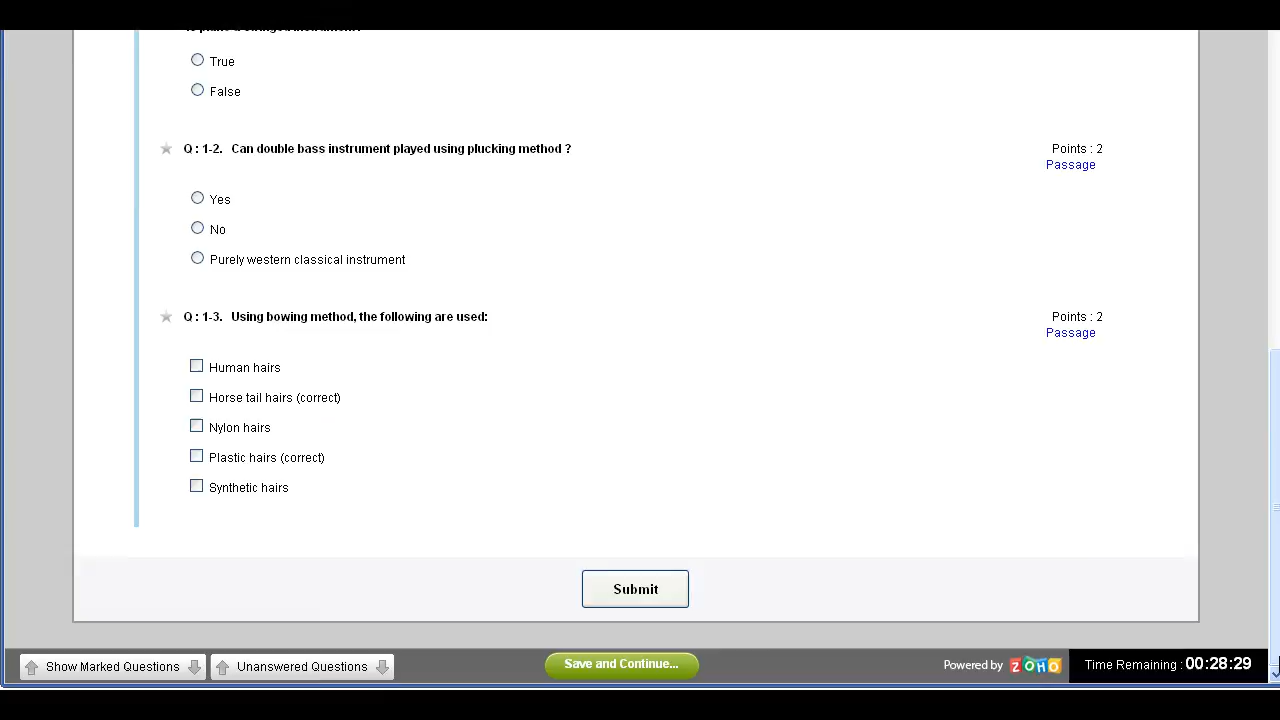 True
False
Q : 1-2. Can double bass instrument played using plucking method ?
Points : 2
Passage
Yes
No
Purely western classical instrument
Q : 1-3. Using bowing method, the following are used:
Points : 2
Passage
Human hairs
Horse tail hairs (correct)
Nylon hairs
Plastic hairs (correct)
Synthetic hairs
Submit
Show Marked Questions
Unanswered Questions
Save and Continue...
Powered by ZOHO
Time Remaining : 00:28:29